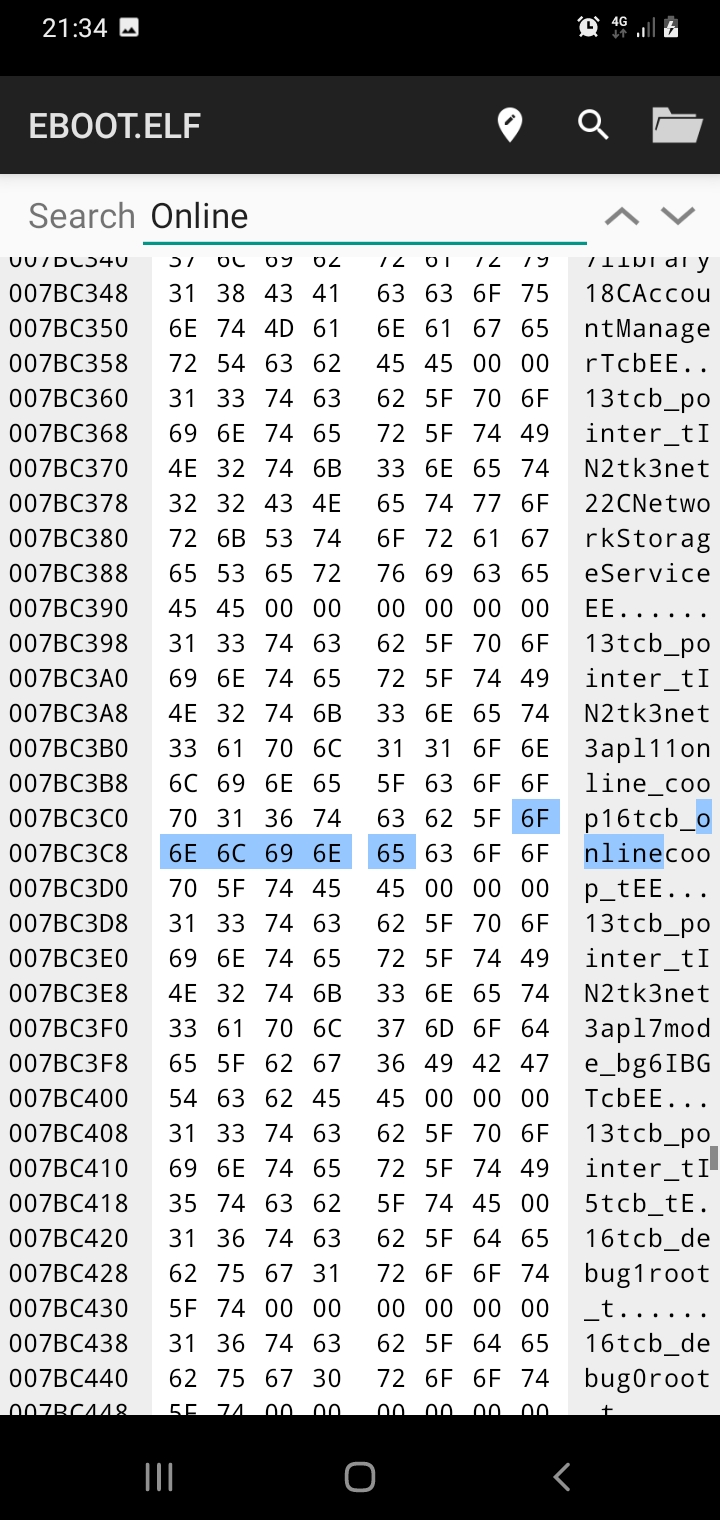 21:34
4G
EBOOT.ELF
Search Online
007BC340 37 6C 69 62 72 61 72 79 7library
007BC348 31 38 43 41 63 63 6F 75 18CAccou
007BC350 6E 74 4D 61 6E 61 67 65 ntManage
007BC358 72 54 63 62 45 45 00 00 rTcbEE..
007BC360 31 33 74 63 62 5F 70 6F 13tcb_po
007BC368 69 6E 74 65 72 5F 74 49 inter_tI
007BC370 4E 32 74 6B 33 6E 65 74 N2tk3net
007BC378 32 32 43 4E 65 74 77 6F 22CNetwo
007BC380 72 6B 53 74 6F 72 61 67 rkStorag
007BC388 65 53 65 72 76 69 63 65 eService
007BC390 45 45 00 00 00 00 00 00 EE......
007BC398 31 33 74 63 62 5F 70 6F 13tcb_po
007BC3A0 69 6E 74 65 72 5F 74 49 inter_tI
007BC3A8 4E 32 74 6B 33 6E 65 74 N2tk3net
007BC3B0 33 61 70 6C 31 31 6F 6E 3apl11on
007BC3B8 6C 69 6E 65 5F 63 6F 6F line_coo
007BC3C0 70 31 36 74 63 62 5F 6F p16tcb_o
007BC3C8 6E 6C 69 6E 65 63 6F 6F nlinecoo
007BC3D0 70 5F 74 45 45 00 00 00 p_tEE...
007BC3D8 31 33 74 63 62 5F 70 6F 13tcb_po
007BC3E0 69 6E 74 65 72 5F 74 49 inter_tI
007BC3E8 4E 32 74 6B 33 6E 65 74 N2tk3net
007BC3F0 33 61 70 6C 37 6D 6F 64 3apl7mod
007BC3F8 65 5F 62 67 36 49 42 47 e_bg6IBG
007BC400 54 63 62 45 45 00 00 00 TcbEE...
007BC408 31 33 74 63 62 5F 70 6F 13tcb_po
007BC410 69 6E 74 65 72 5F 74 49 inter_tI
007BC418 35 74 63 62 5F 74 45 00 5tcb_tE.
007BC420 31 36 74 63 62 5F 64 65 16tcb_de
007BC428 62 75 67 31 72 6F 6F 74 bug1root
007BC430 5F 74 00 00 00 00 00 00 _t......
007BC438 31 36 74 63 62 5F 64 65 16tcb_de
007BC440 62 75 67 30 72 6F 6F 74 bug0root
007BC448 5F 74 00 00 00 00 00 00 _t